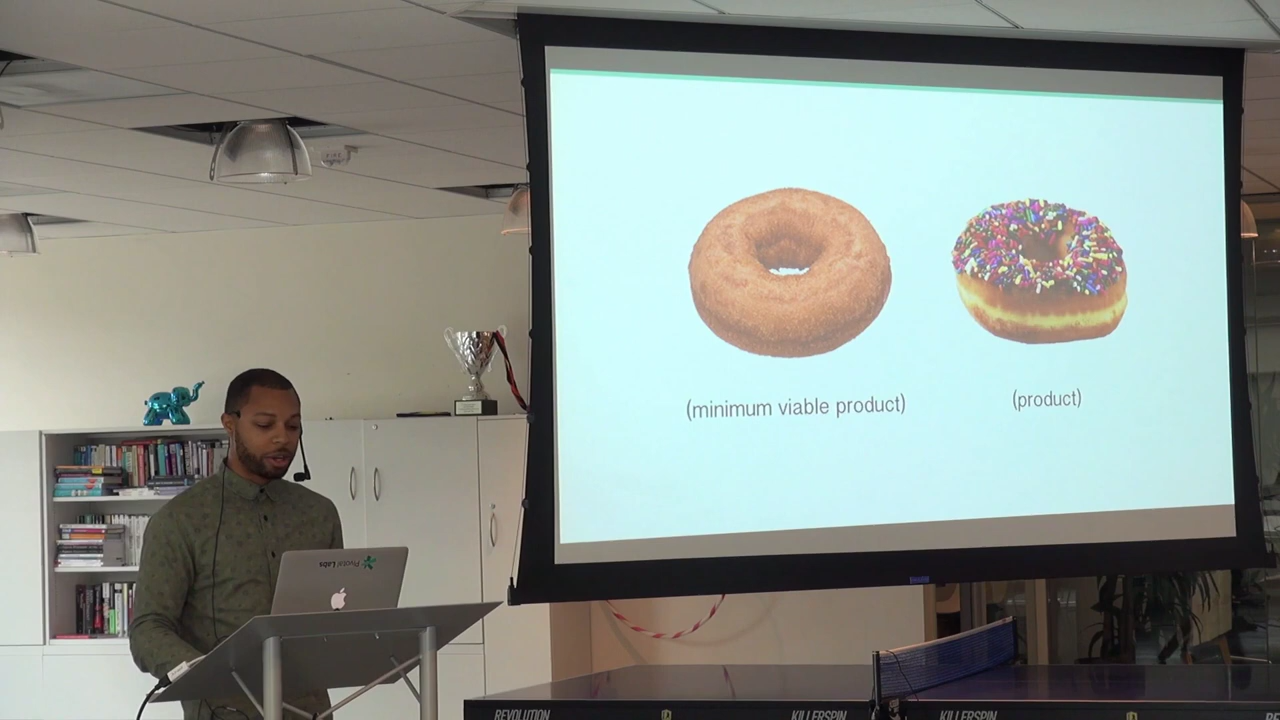 (minimum viable product)
(product)
Pivotal Labs
REVOLUTION
KILLERSPIN
KILLERSPIN